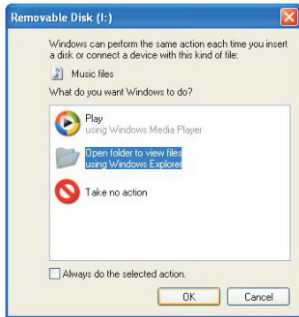 Removable Disk (I:)
Windows can perform the same action each time you insert
a disk or connect a device with this kind of file:
Music files
What do you want Windows to do?
Play
using Windows Media Player
Open folder to view files
using Windows Explorer
Take no action
Always do the selected action.
OK
Cancel